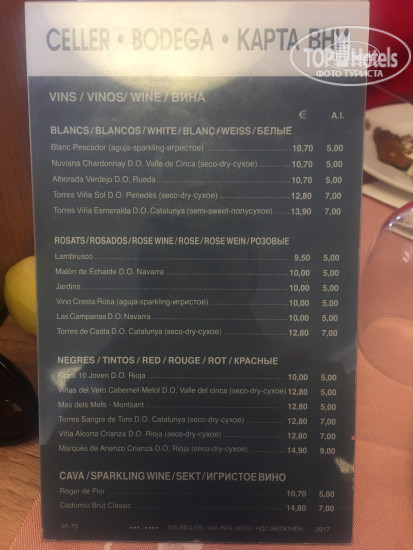 CELLER • BODEGA • КАРТА ВИН
TOP Hotels
ФОТО ТУРИСТА
VINS / VINOS/ WINE / ВИНА
€ A.I.
BLANCS / BLANCOS / WHITE / BLANC / WEISS / БЕЛЫЕ
Blanc Pescador (aguja-sparkling-игристое) 10,70 5,00
Nuviana Chardonnay D.O. Valle de Cinca (seco-dry-сухое) 10,70 5,00
Alborada Verdejo D.O. Rueda 10,70 5,00
Torres Viña Sol D.O. Penedès (seco-dry-сухое) 12,80 7,00
Torres Viña Esmeralda D.O. Catalunya (semi-sweet-полусухое) 13,90 7,00
ROSATS / ROSADOS / ROSE WINE / ROSE / ROSE WEIN / РОЗОВЫЕ
Lambrusco 9,50 5,00
Malón de Echaide D.O. Navarra 10,00 5,00
Jardins 10,00 5,00
Vino Cresta Rosa (aguja-sparkling-игристое) 10,00 5,00
Las Campanas D.O. Navarra 10,00 5,00
Torres de Casta D.O. Catalunya (seco-dry-сухое) 12,80 7,00
NEGRES / TINTOS / RED / ROUGE / ROT / КРАСНЫЕ
Finca 10 Joven D.O. Rioja 10,00 5,00
Viñas del Vero Cabernet-Melot D.O. Valle del cinca (seco-dry-сухое) 12,80 5,00
Mas dels Mets - Montsant 12,80 5,00
Torres Sangre de Toro D.O. Catalunya (seco-dry-сухое) 12,80 7,00
Viña Alcorta Crianza D.O. Rioja (seco-dry-сухое) 12,80 7,00
Marqués de Arienzo Crianza D.O. Rioja (seco-dry-сухое) 14,90 9,00
CAVA / SPARKLING WINE / SEKT / ИГРИСТОЕ ВИНО
Roger de Flor 10,70 5,00
Codorniu Brut Classic 14,80 7,00
01-70 *** / **** IVA INCLÒS / IVA INCLUIDO / НДС ВКЛЮЧЕН 2017